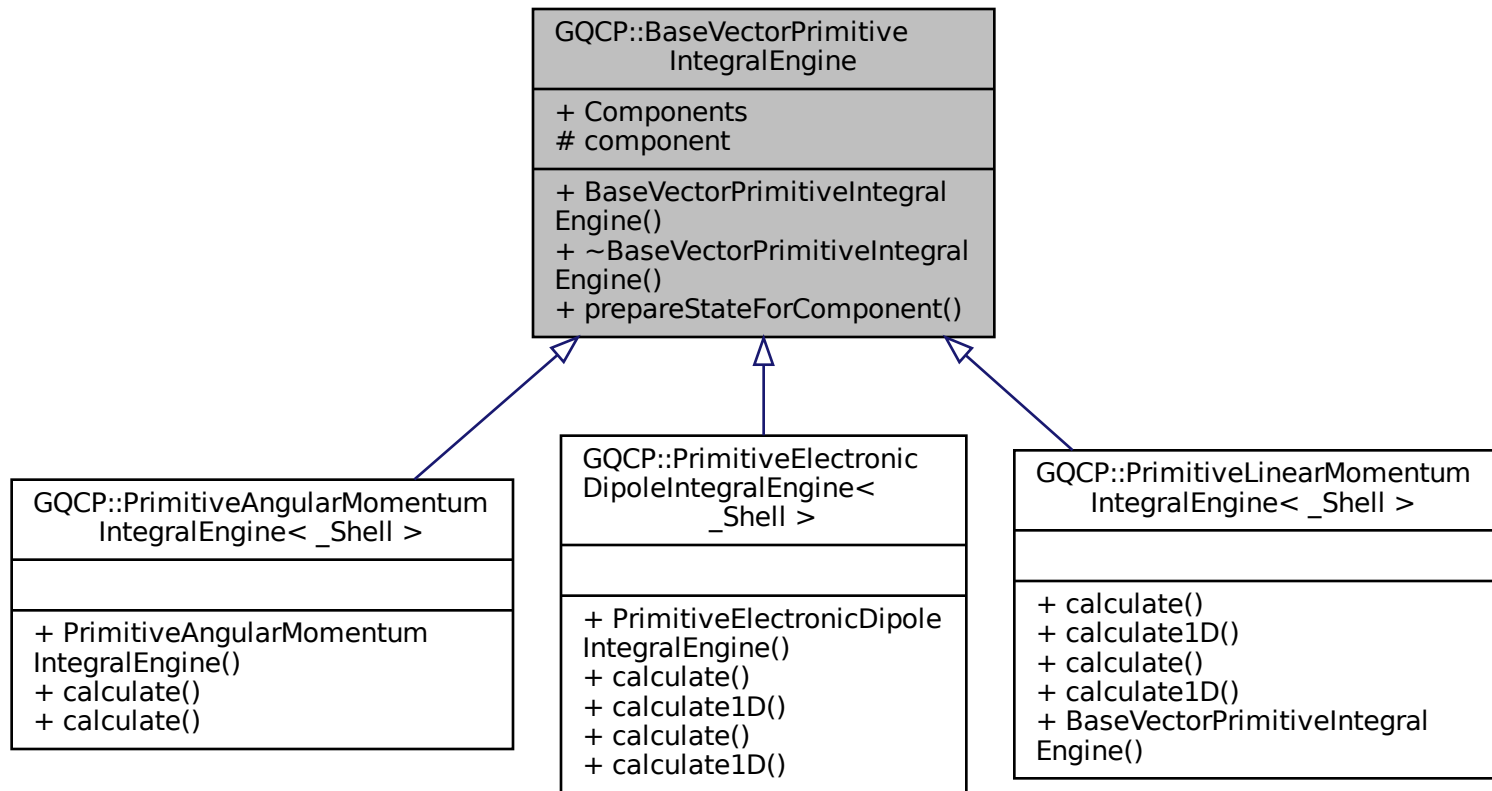 GQCP::BaseVectorPrimitive
IntegralEngine
+ Components
# component
+ BaseVectorPrimitiveIntegral
Engine()
+ ~BaseVectorPrimitiveIntegral
Engine()
+ prepareStateForComponent()
GQCP::PrimitiveAngularMomentum
IntegralEngine< _Shell >
+ PrimitiveAngularMomentum
IntegralEngine()
+ calculate()
+ calculate()
GQCP::PrimitiveElectronic
DipoleIntegralEngine<
_Shell >
+ PrimitiveElectronicDipole
IntegralEngine()
+ calculate()
+ calculate1D()
+ calculate()
+ calculate1D()
GQCP::PrimitiveLinearMomentum
IntegralEngine< _Shell >
+ calculate()
+ calculate1D()
+ calculate()
+ calculate1D()
+ BaseVectorPrimitiveIntegral
Engine()